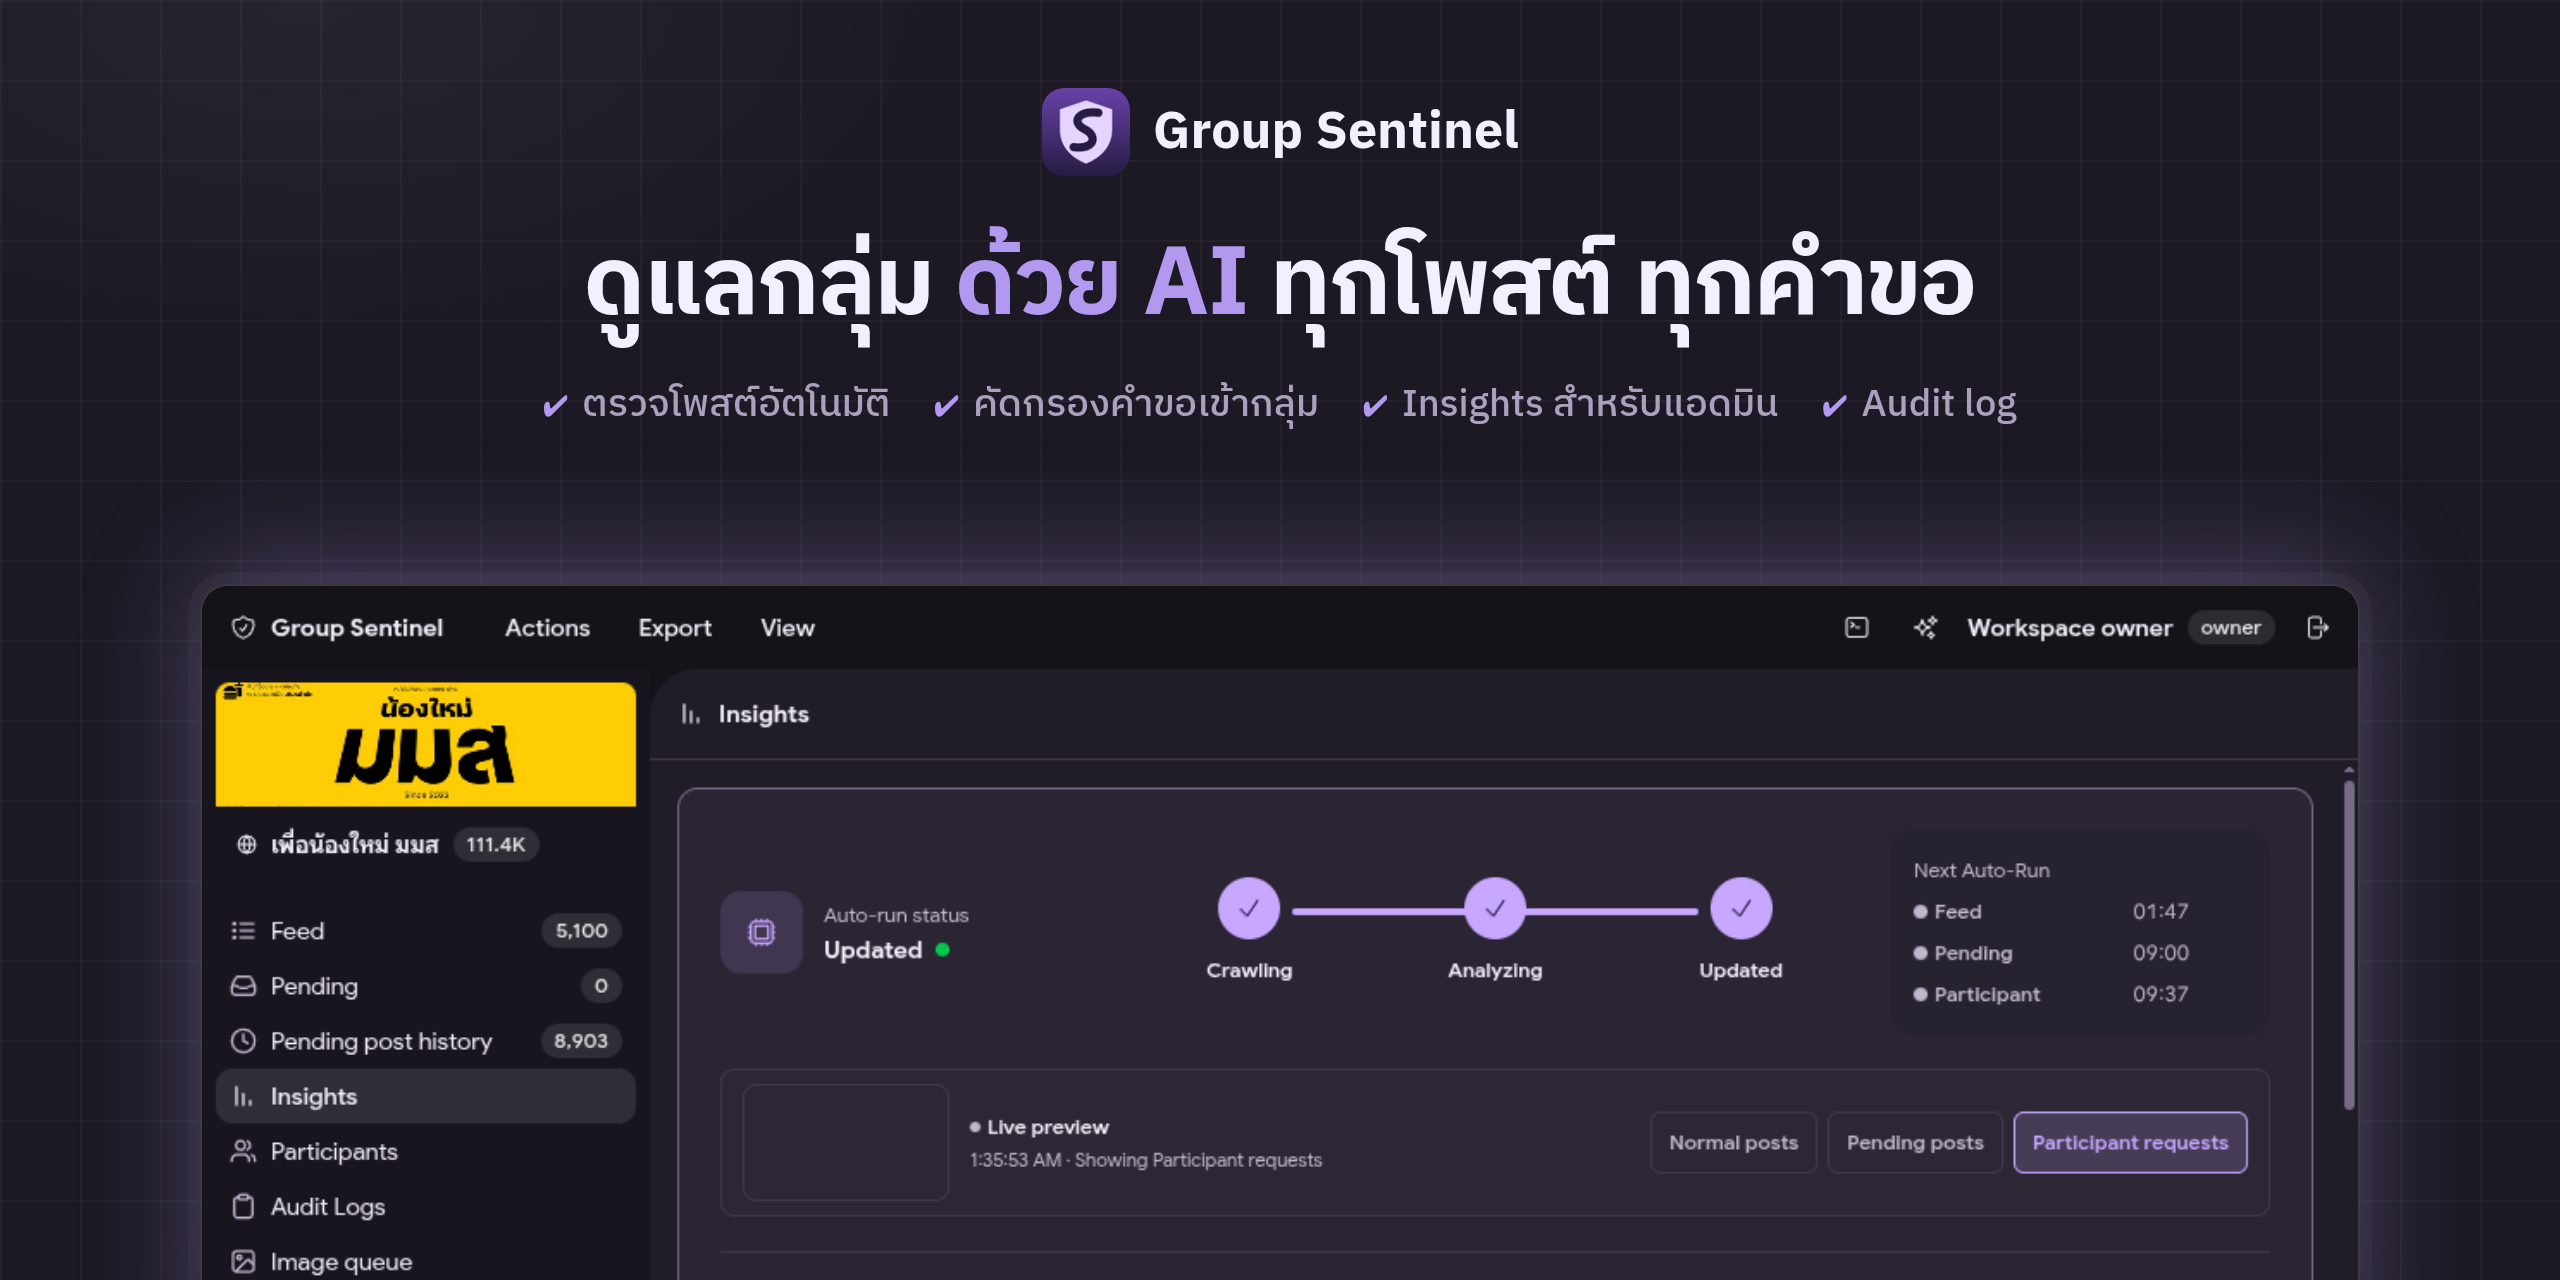 Group Sentinel
ดูแลกลุ่ม ด้วย AI ทุกโพสต์ ทุกคำขอ
✔ ตรวจโพสต์อัตโนมัติ ✔ คัดกรองคำขอเข้ากลุ่ม ✔ Insights สำหรับแอดมิน ✔ Audit log
Group Sentinel Actions Export View Workspace owner owner
น้องใหม่
มมส
เพื่อน้องใหม่ มมส 111.4K
Feed 5,100
Pending 0
Pending post history 8,903
Insights
Participants
Audit Logs
Image queue
Insights
Auto-run status
Updated
Crawling Analyzing Updated
Next Auto-Run
Feed 01:47
Pending 09:00
Participant 09:37
Live preview
1:35:53 AM · Showing Participant requests
Normal posts Pending posts Participant requests